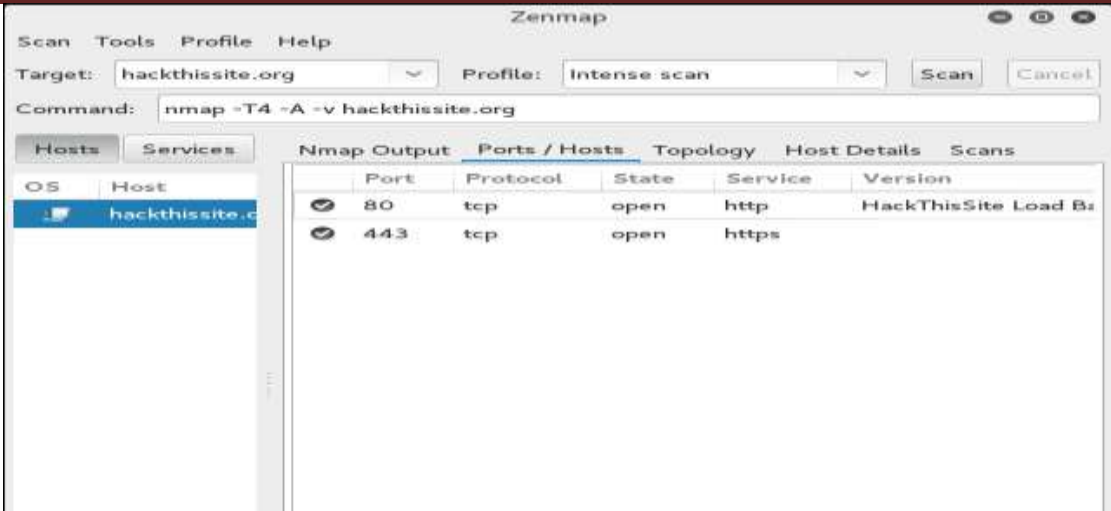 Zenmap
Scan Tools Profile Help
Target: hackthissite.org Profile: Intense scan Scan Cancel
Command: nmap -T4 -A -v hackthissite.org
Hosts Services Nmap Output Ports / Hosts Topology Host Details Scans
OS Host Port Protocol State Service Version
hackthissite.o 80 tcp open http HackThisSite Load Ba
443 tcp open https